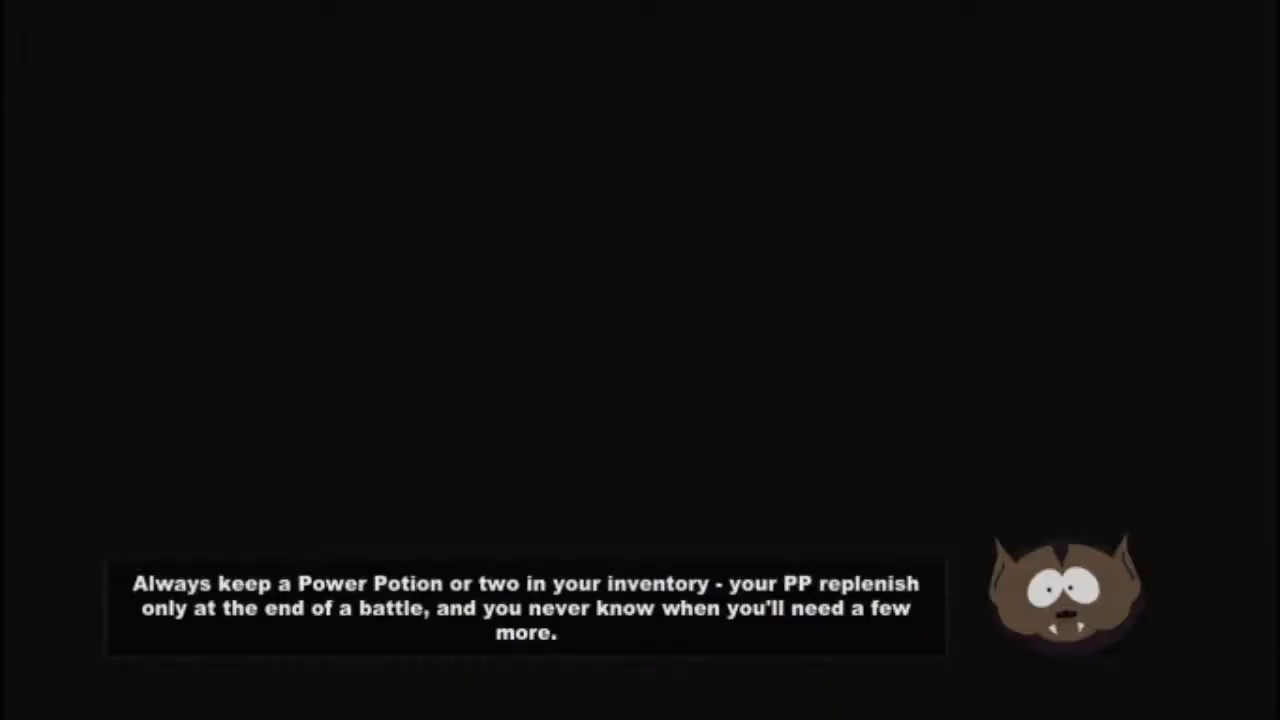 Always keep a Power Potion or two in your inventory - your PP replenish
only at the end of a battle, and you never know when you'll need a few
more.